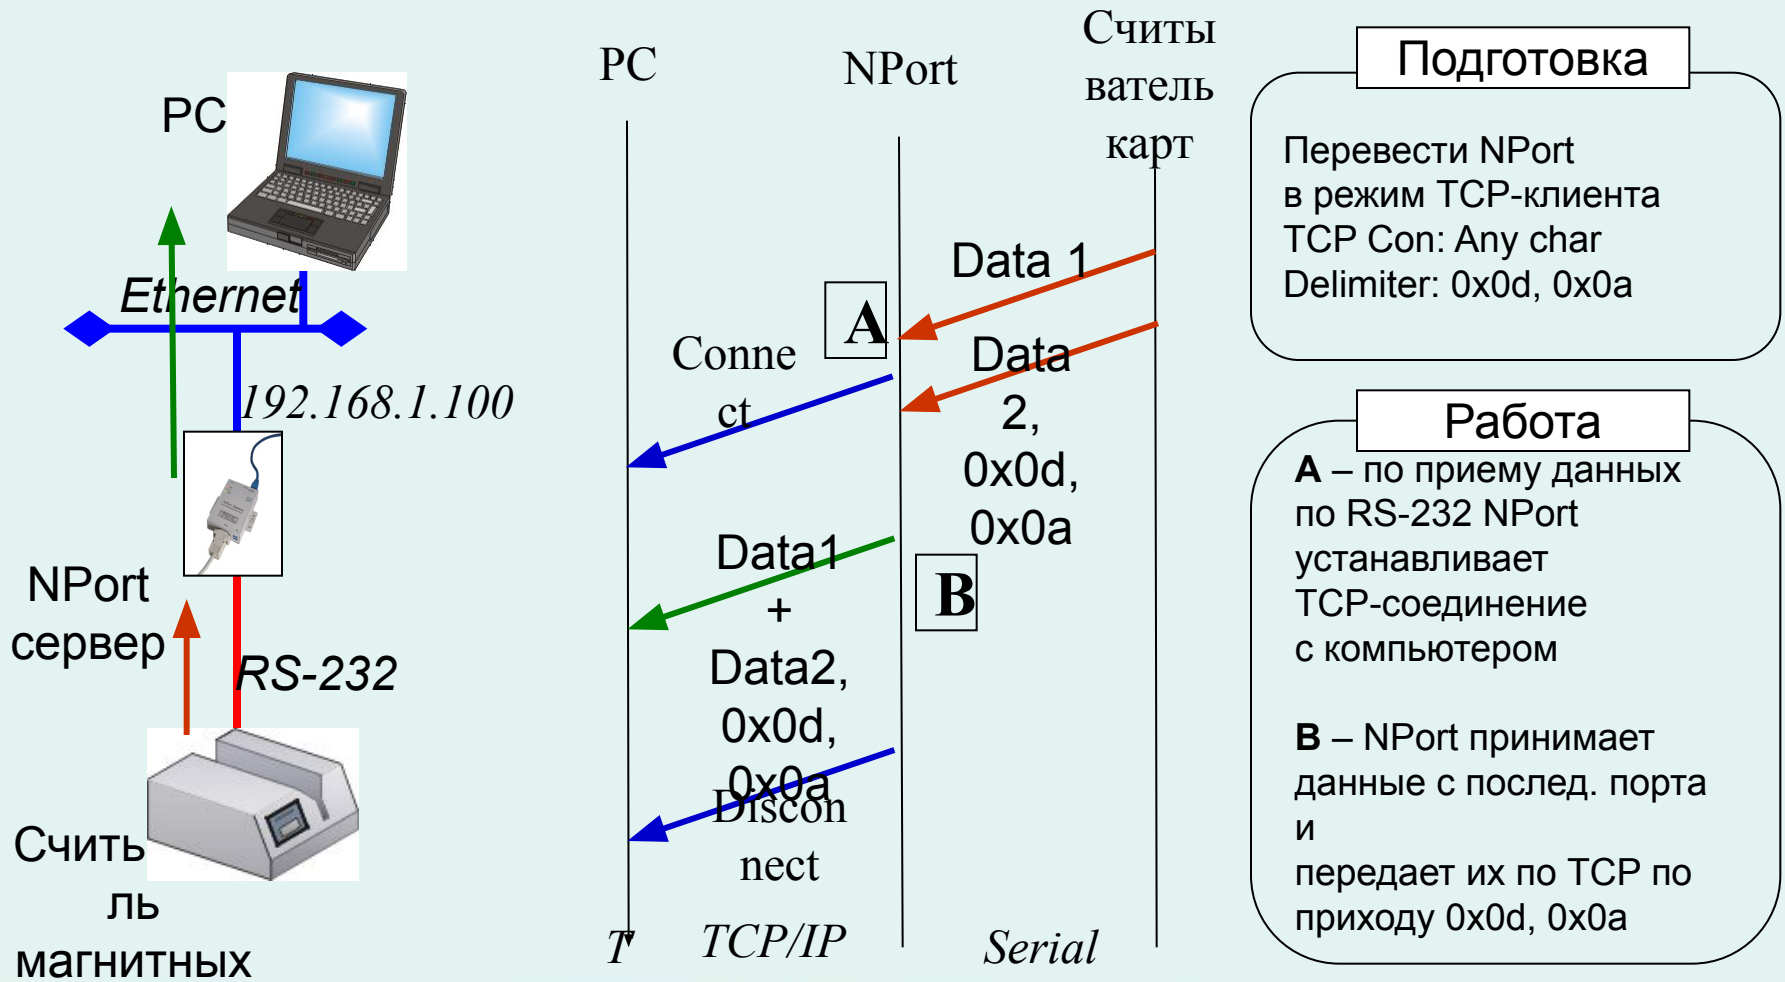 PC
Ethernet
192.168.1.100
NPort
сервер
RS-232
Считы
ль
магнитных
PC
NPort
Считы
ватель
карт
Data 1
A
Conne
ct
Data
2,
0x0d,
0x0a
Data1
+
Data2,
0x0d,
0x0a
B
Discon
nect
T
TCP/IP
Serial
Подготовка
Перевести NPort
в режим TCP-клиента
TCP Con: Any char
Delimiter: 0x0d, 0x0a
Работа
A – по приему данных
по RS-232 NPort
устанавливает
TCP-соединение
с компьютером
B – NPort принимает
данные с послед. порта
и
передает их по TCP по
приходу 0x0d, 0x0a